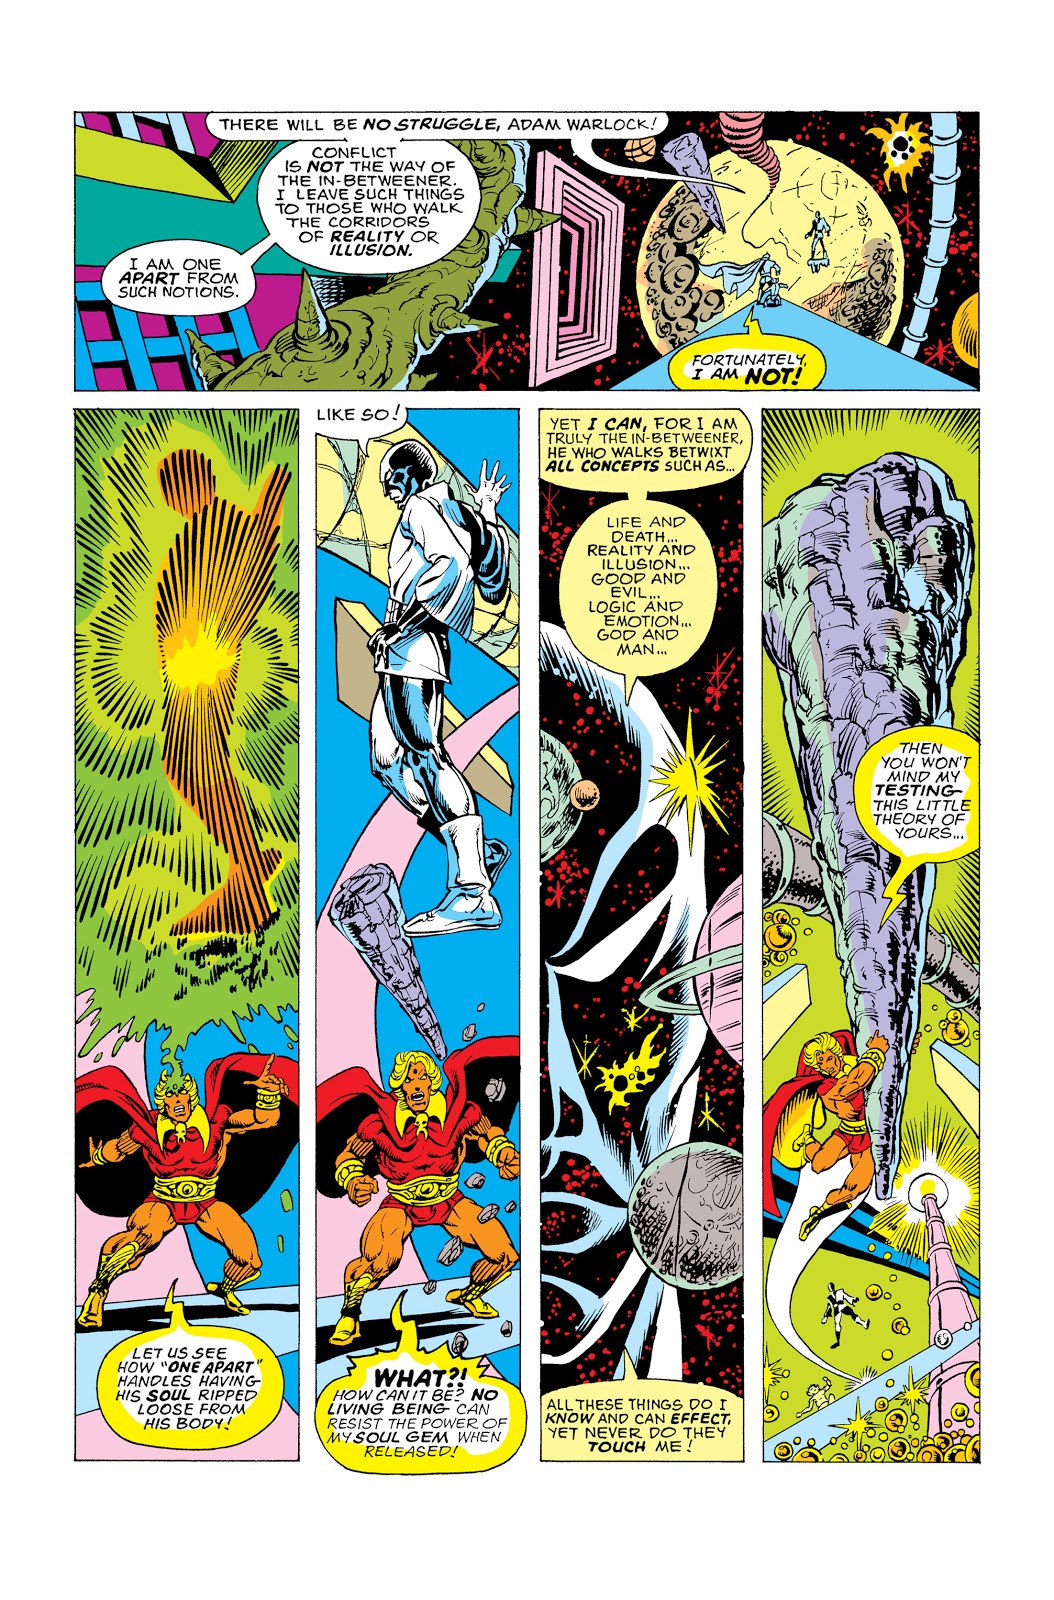 THERE WILL BE NO STRUGGLE, ADAM WARLOCK!
CONFLICT
IS NOT THE WAY OF
THE IN-BETWEENER.
I LEAVE SUCH THINGS
TO THOSE WHO WALK
THE CORRIDORS
OF REALITY OR
ILLUSION.
I AM ONE
APART FROM
SUCH NOTIONS.
FORTUNATELY,
I AM NOT!
LET US SEE
HOW "ONE APART"
HANDLES HAVING
HIS SOUL RIPPED
LOOSE FROM
HIS BODY!
LIKE SO!
WHAT?!
HOW CAN IT BE? NO
LIVING BEING CAN
RESIST THE POWER OF
MY SOUL GEM WHEN
RELEASED!
YET I CAN, FOR I AM
TRULY THE IN-BETWEENER,
HE WHO WALKS BETWIXT
ALL CONCEPTS SUCH AS...
LIFE AND
DEATH...
REALITY AND
ILLUSION...
GOOD AND
EVIL...
LOGIC AND
EMOTION...
GOD AND
MAN...
ALL THESE THINGS DO I
KNOW AND CAN EFFECT,
YET NEVER DO THEY
TOUCH ME!
THEN
YOU WON'T
MIND MY
TESTING
THIS LITTLE
THEORY OF
YOURS...